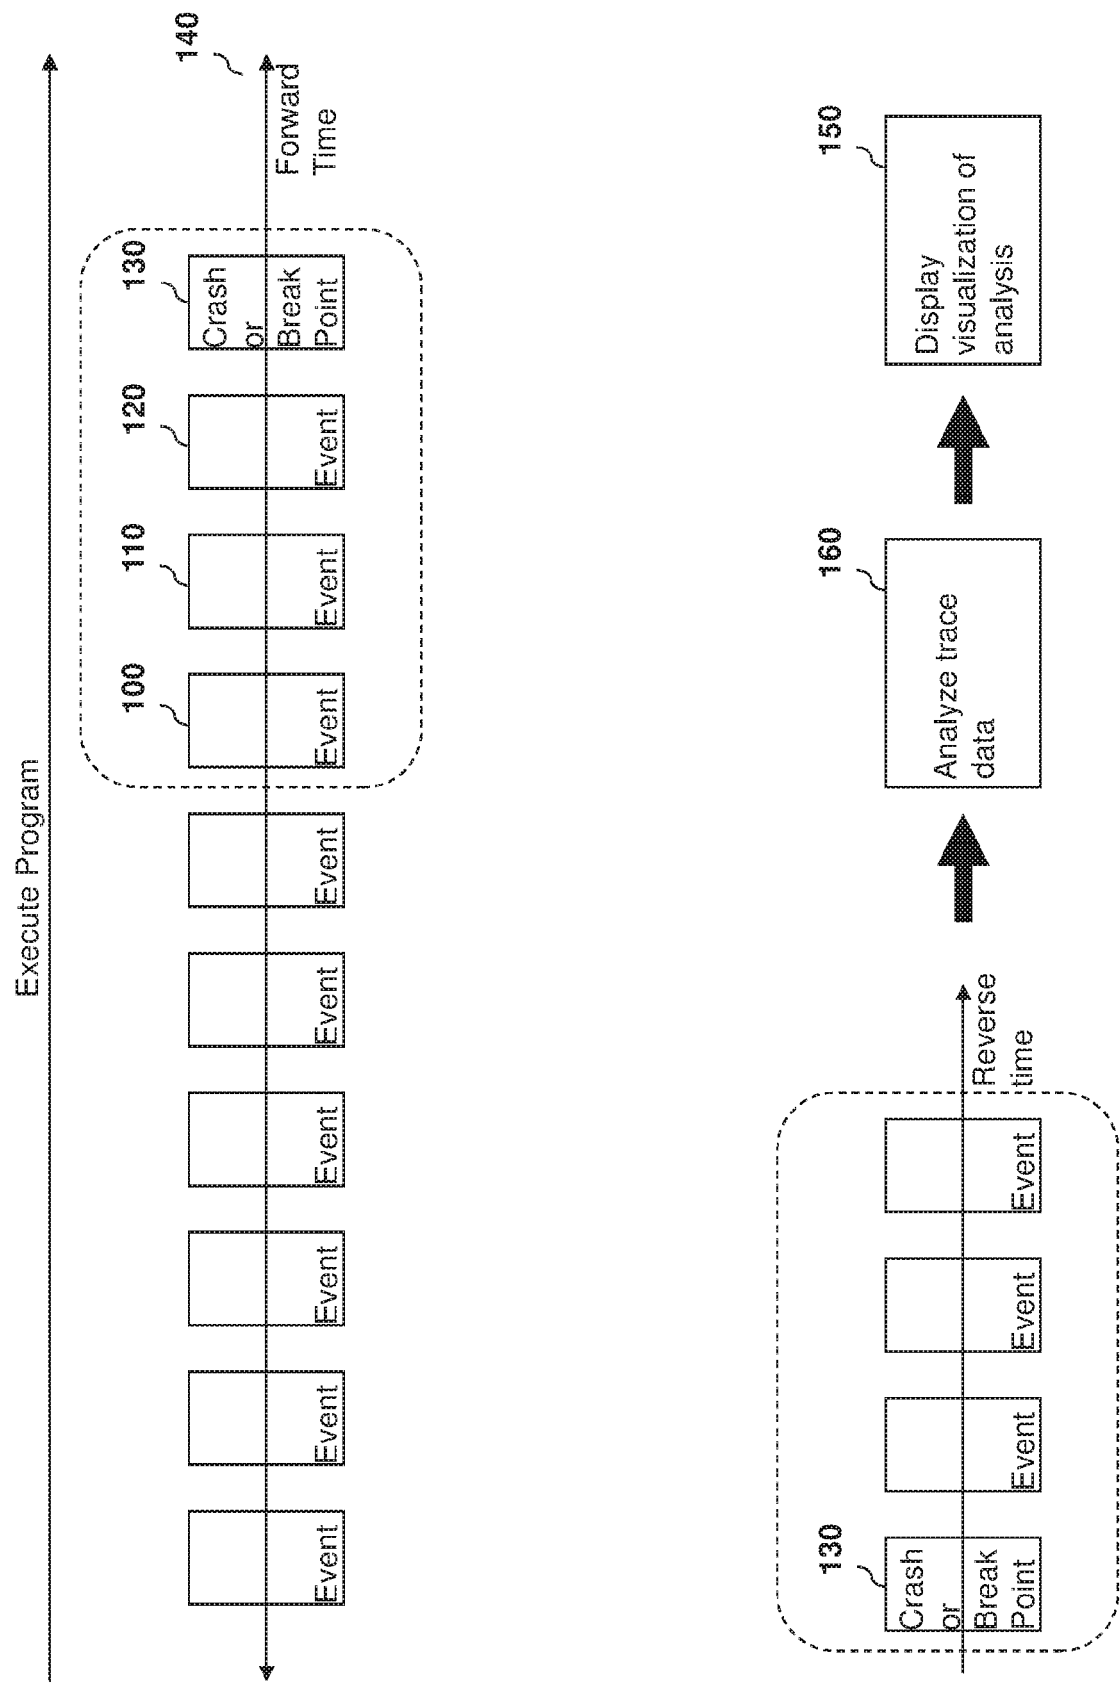 Execute Program
140
Forward
Time
Event
Event
Event
Event
Event
Event
100
Event
110
Event
120
Event
130
Crash
or
Break
Point
130
Crash
or
Break
Point
Event
Event
Event
Reverse
time
160
Analyze trace
data
150
Display
visualization of
analysis